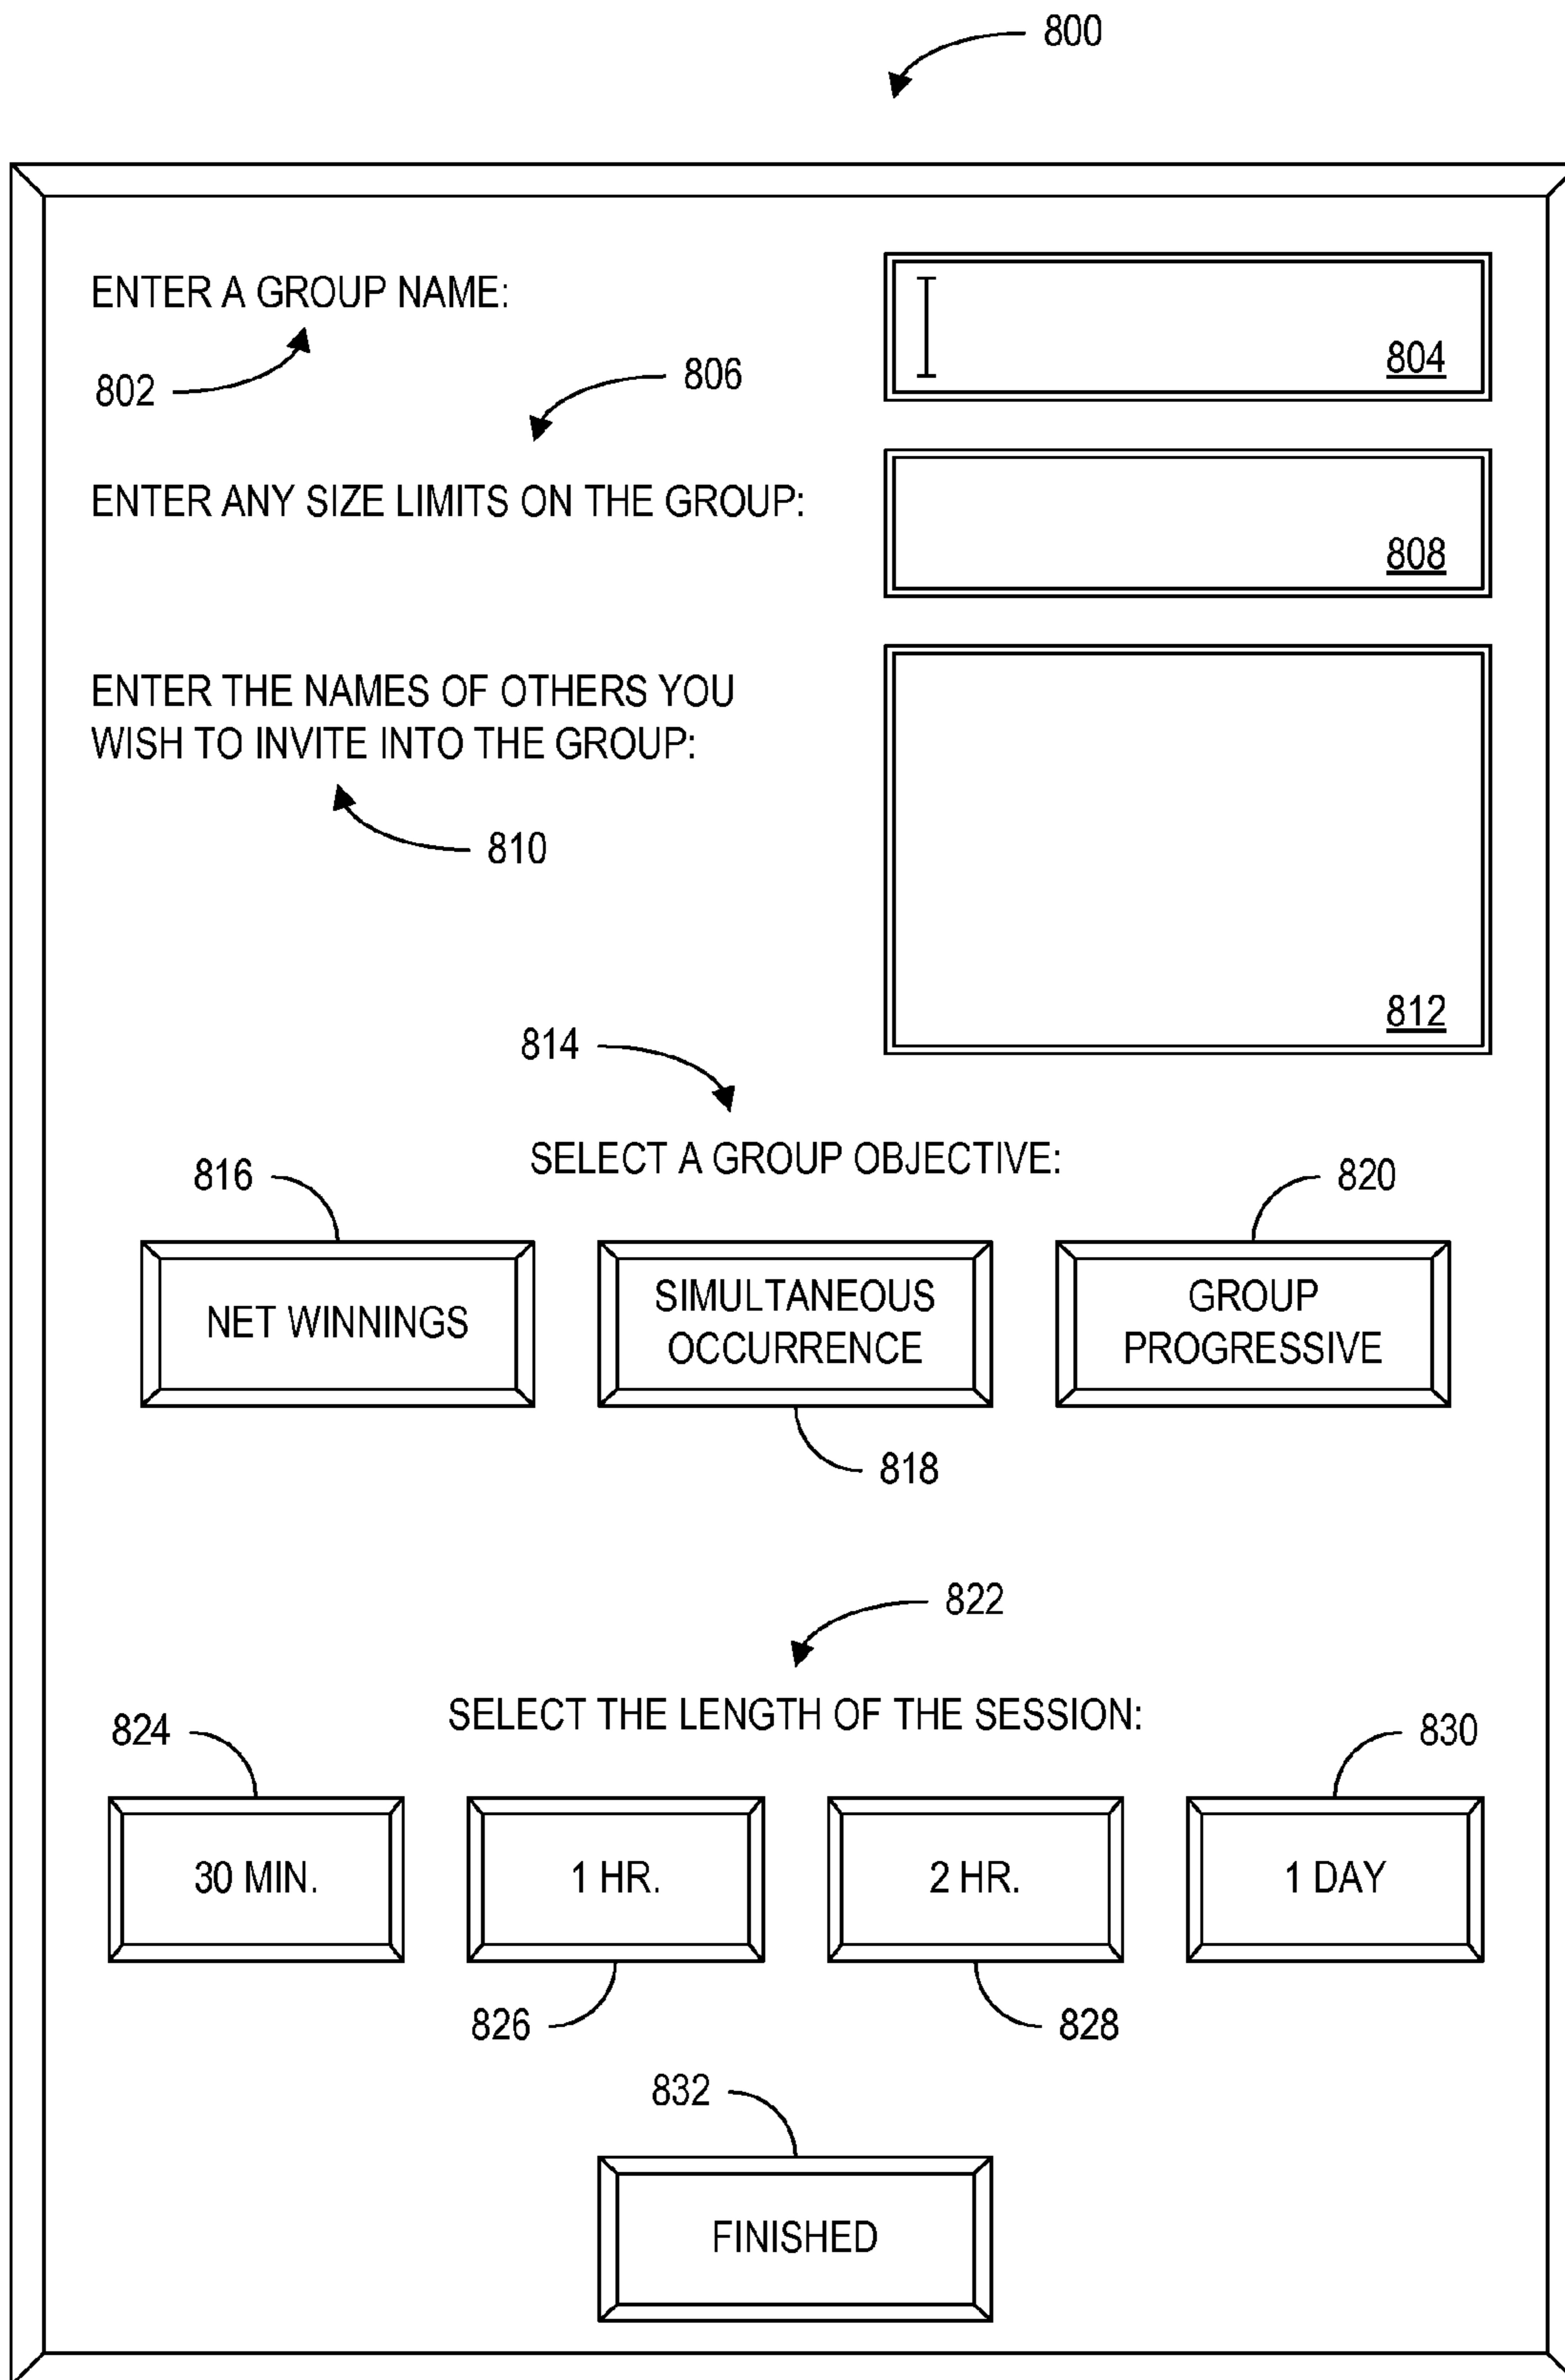 800
ENTER A GROUP NAME:
804
802
806
ENTER ANY SIZE LIMITS ON THE GROUP:
808
ENTER THE NAMES OF OTHERS YOU
WISH TO INVITE INTO THE GROUP:
810
812
814
SELECT A GROUP OBJECTIVE:
816
820
NET WINNINGS
SIMULTANEOUS
OCCURRENCE
GROUP
PROGRESSIVE
818
822
SELECT THE LENGTH OF THE SESSION:
824
830
30 MIN.
1 HR.
2 HR.
1 DAY
826
828
832
FINISHED